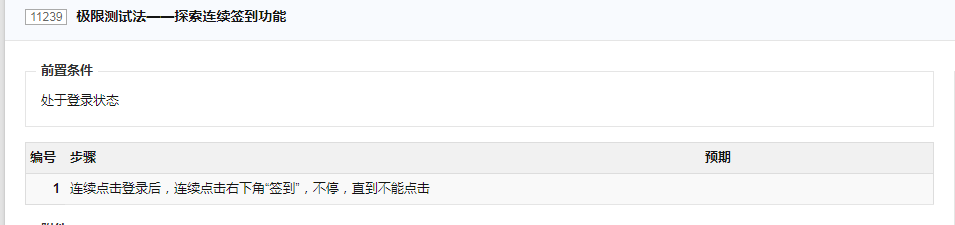 11239 极限测试法——探索连续签到功能
前置条件
处于登录状态
编号 步骤 预期
1 连续点击登录后，连续点击右下角“签到”，不停，直到不能点击